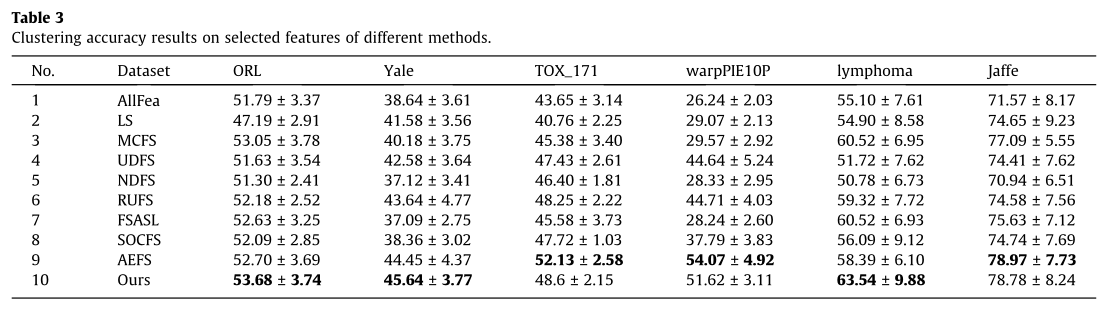 Table 3
Clustering accuracy results on selected features of different methods.
No. Dataset ORL Yale TOX_171 warpPIE10P lymphoma Jaffe
1 AllFea 51.79 ± 3.37 38.64 ± 3.61 43.65 ± 3.14 26.24 ± 2.03 55.10 ± 7.61 71.57 ± 8.17
2 LS 47.19 ± 2.91 41.58 ± 3.56 40.76 ± 2.25 29.07 ± 2.13 54.90 ± 8.58 74.65 ± 9.23
3 MCFS 53.05 ± 3.78 40.18 ± 3.75 45.38 ± 3.40 29.57 ± 2.92 60.52 ± 6.95 77.09 ± 5.55
4 UDFS 51.63 ± 3.54 42.58 ± 3.64 47.43 ± 2.61 44.64 ± 5.24 51.72 ± 7.62 74.41 ± 7.62
5 NDFS 51.30 ± 2.41 37.12 ± 3.41 46.40 ± 1.81 28.33 ± 2.95 50.78 ± 6.73 70.94 ± 6.51
6 RUFS 52.18 ± 2.52 43.64 ± 4.77 48.25 ± 2.22 44.71 ± 4.03 59.32 ± 7.72 74.58 ± 7.56
7 FSASL 52.63 ± 3.25 37.09 ± 2.75 45.58 ± 3.73 28.24 ± 2.60 60.52 ± 6.93 75.63 ± 7.12
8 SOCFS 52.09 ± 2.85 38.36 ± 3.02 47.72 ± 1.03 37.79 ± 3.83 56.09 ± 9.12 74.74 ± 7.69
9 AEFS 52.70 ± 3.69 44.45 ± 4.37 52.13 ± 2.58 54.07 ± 4.92 58.39 ± 6.10 78.97 ± 7.73
10 Ours 53.68 ± 3.74 45.64 ± 3.77 48.6 ± 2.15 51.62 ± 3.11 63.54 ± 9.88 78.78 ± 8.24